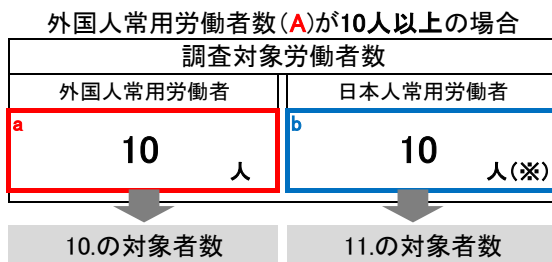 外国人常用労働者数(A)が10人以上の場合
調査対象労働者数
外国人常用労働者 日本人常用労働者
a b
10 人 10 人(※)
10.の対象者数 11.の対象者数